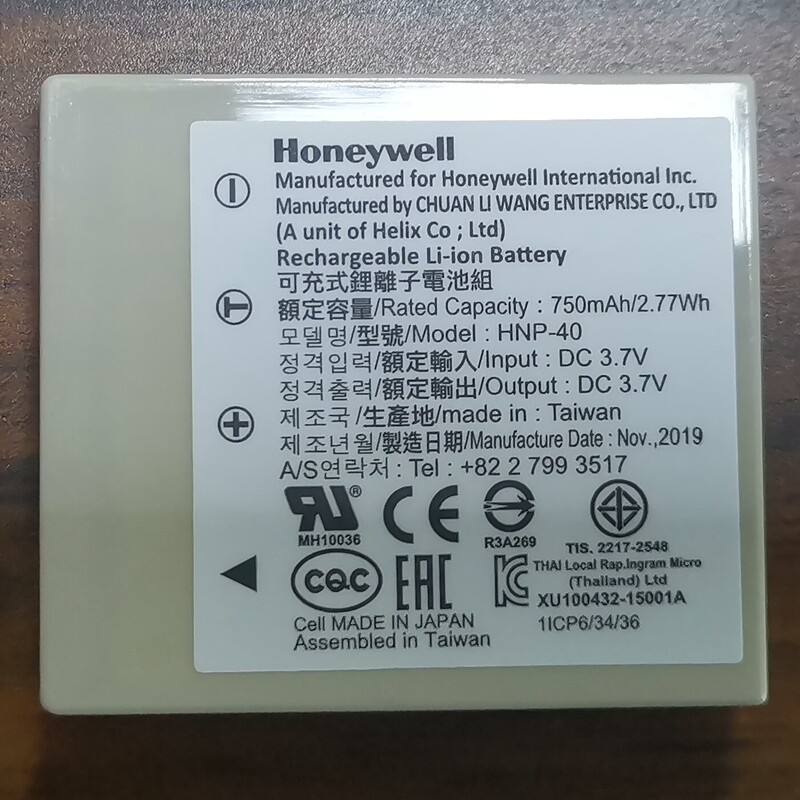 Honeywell
Manufactured for Honeywell International Inc.
Manufactured by CHUAN LI WANG ENTERPRISE CO., LTD
(A unit of Helix Co ; Ltd)
Rechargeable Li-ion Battery
可充式鋰離子電池組
額定容量/Rated Capacity : 750mAh/2.77Wh
모델명/型號/Model : HNP-40
정격입력/額定輸入/Input : DC 3.7V
정격출력/額定輸出/Output : DC 3.7V
제조국/生產地/made in : Taiwan
제조년월/製造日期/Manufacture Date : Nov.,2019
A/S연락처 : Tel : +82 2 799 3517
RU® CE
MH10036 R3A269 TIS. 2217-2548
CQC EAC KC THAI Local Rap.Ingram Micro
(Thailand) Ltd
XU100432-15001A
Cell MADE IN JAPAN 1ICP6/34/36
Assembled in Taiwan